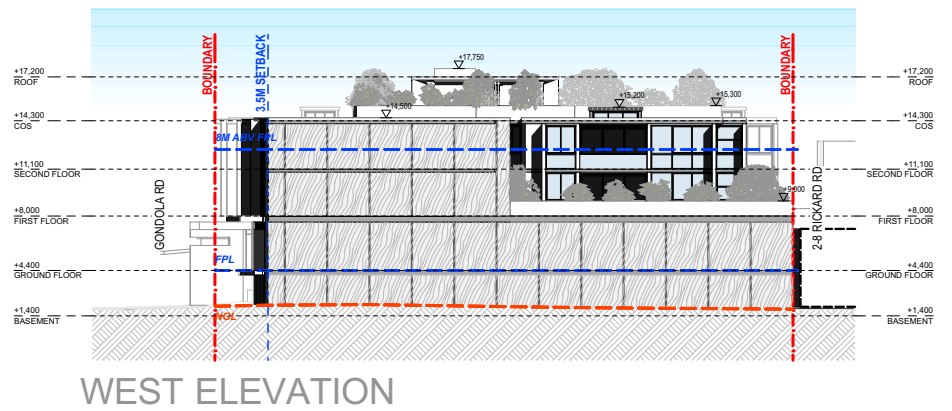 +17,750
+17,200
ROOF
+17,200
ROOF
BOUNDARY
3.5M SETBACK
BOUNDARY
+15,200
+15,300
+14,500
+14,300
COS
+14,300
COS
8M ABV FPL
+11,100
SECOND FLOOR
+11,100
SECOND FLOOR
+9,000
GONDOLA RD
2-8 RICKARD RD
+8,000
FIRST FLOOR
+8,000
FIRST FLOOR
FPL
+4,400
GROUND FLOOR
+4,400
GROUND FLOOR
NGL
+1,400
BASEMENT
+1,400
BASEMENT
WEST ELEVATION